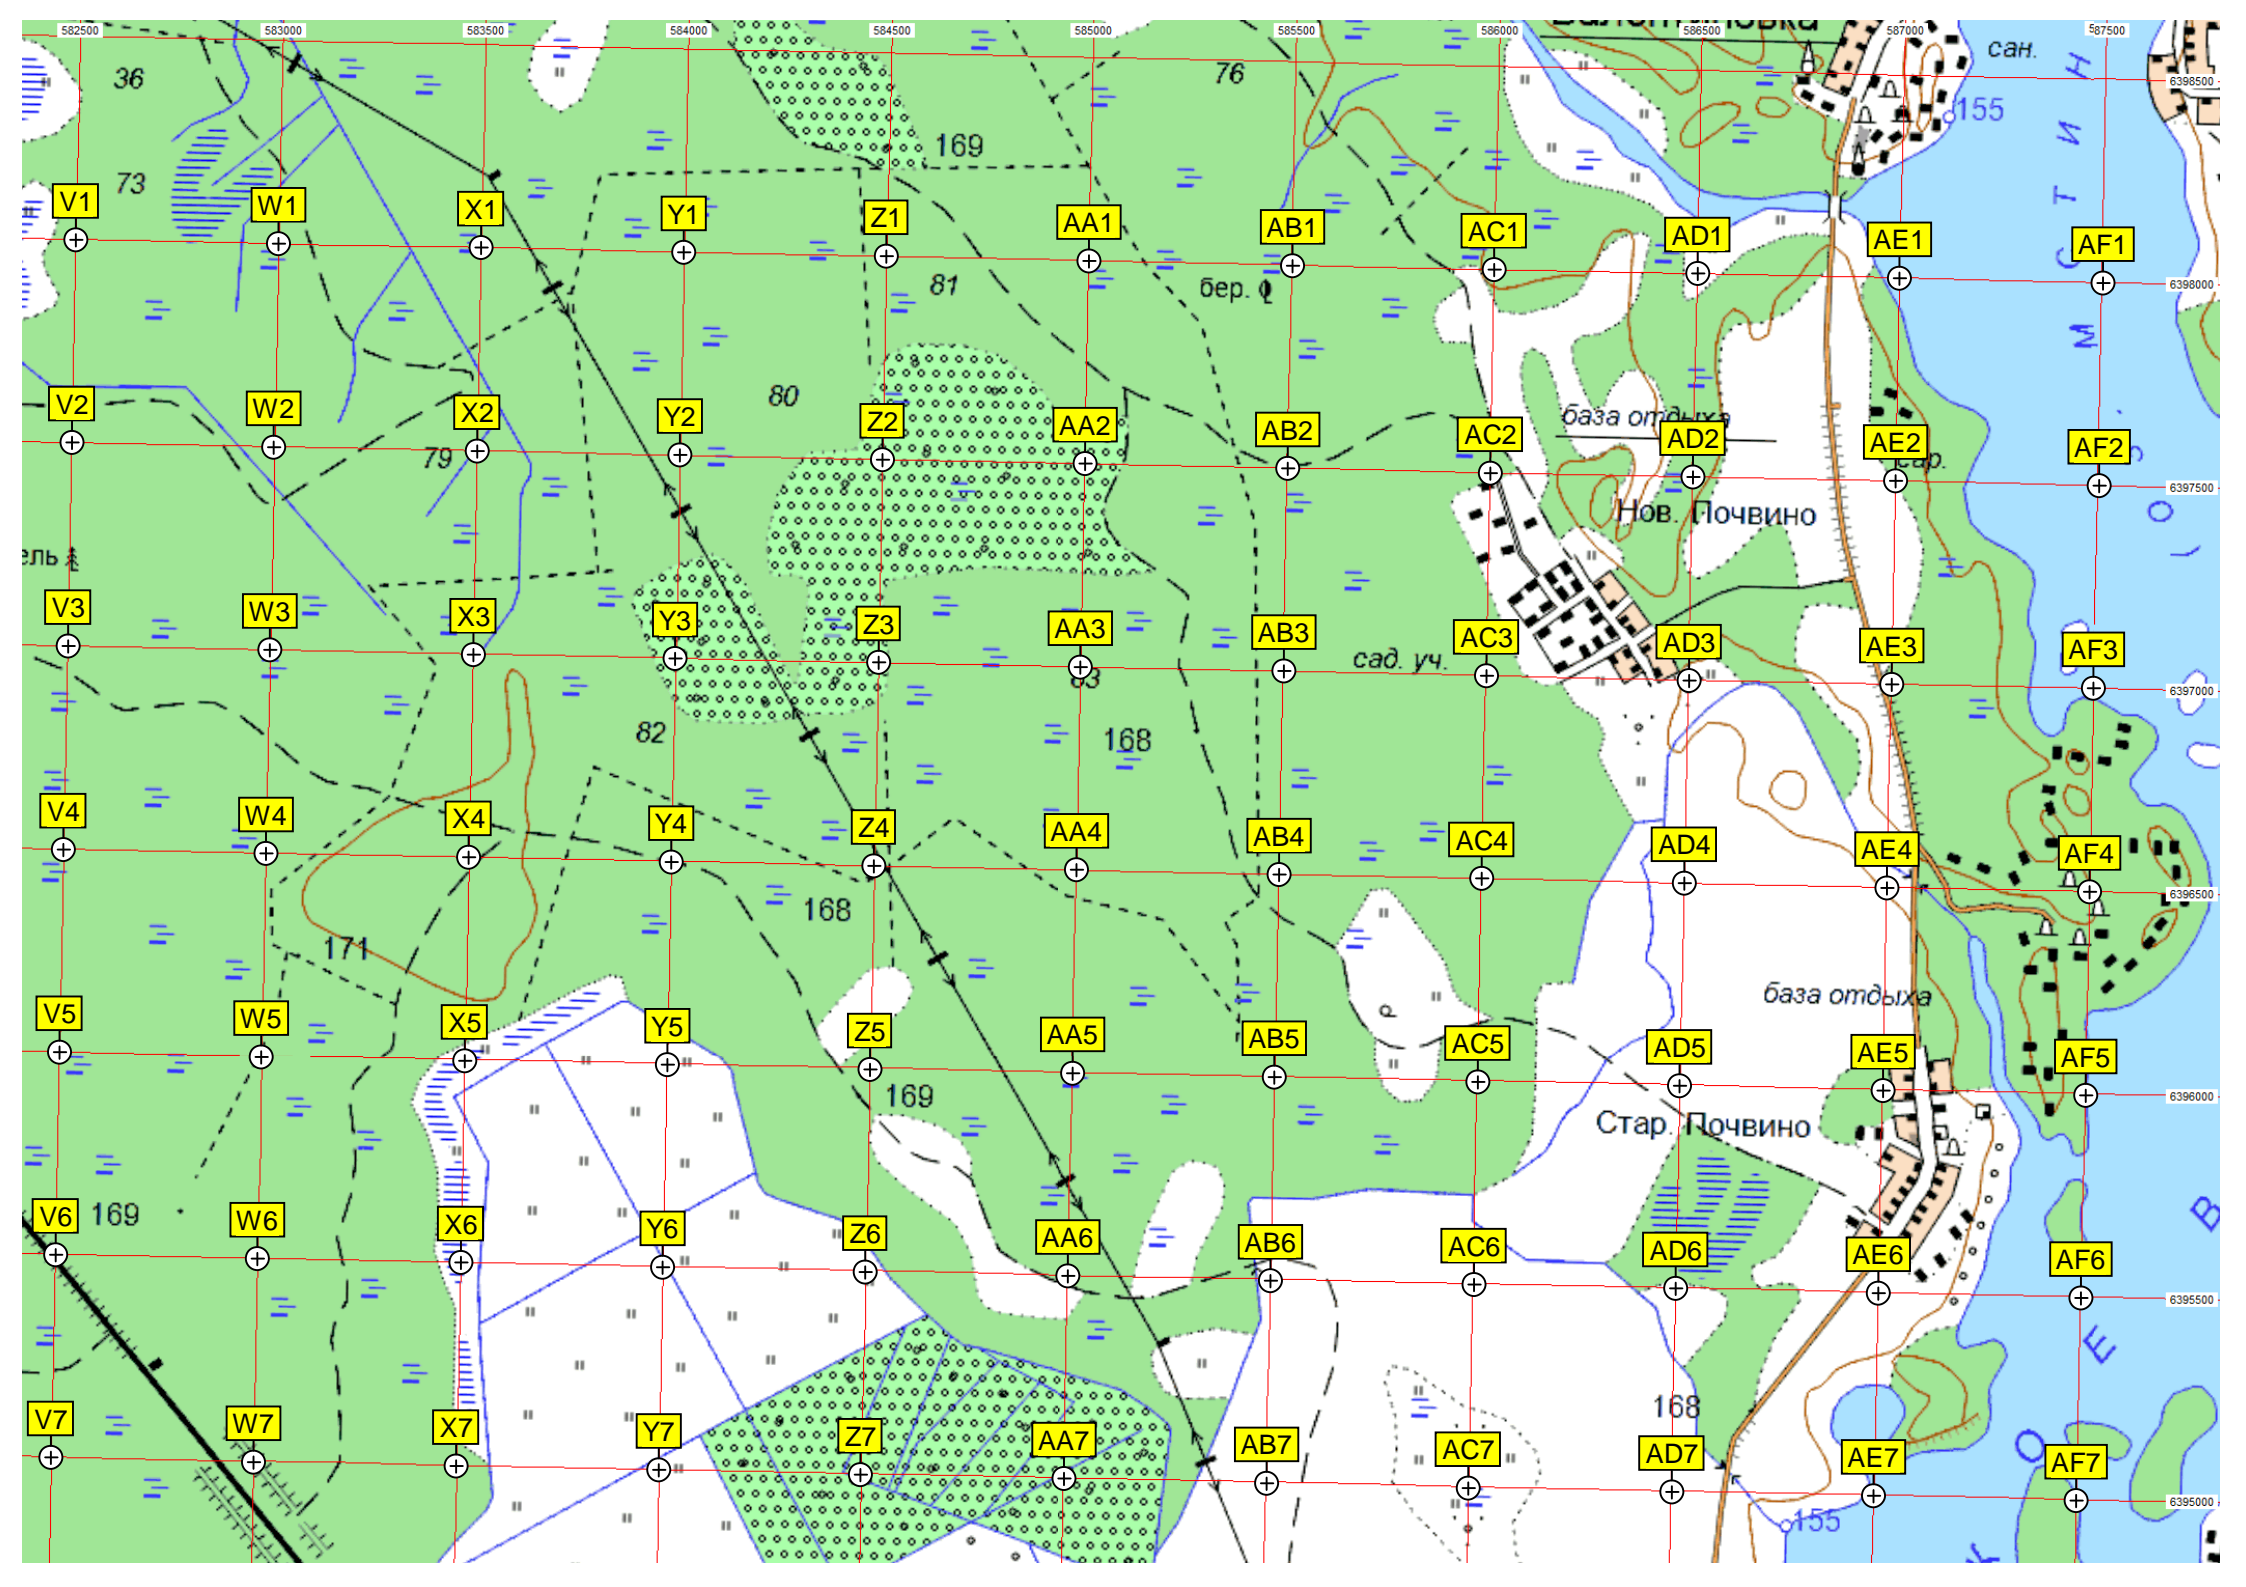 582500 583000 583500 584000 584500 585000 585500 586000 586500 587000 587500
сан.
36 76 6398500
155
169
73
V1 W1 X1 Y1 Z1 AA1 AB1 AC1 AD1 AE1 AF1
81 бер. 6398000
80
V2 W2 X2 Y2 Z2 AA2 AB2 AC2 AD2 AE2 AF2
база отдыха
79
6397500
Нов. Почвино
ель
V3 W3 X3 Y3 Z3 AA3 AB3 AC3 AD3 AE3 AF3
сад. уч.
83 6397000
82 168
V4 W4 X4 Y4 Z4 AA4 AB4 AC4 AD4 AE4 AF4
168 6396500
171
база отдыха
V5 W5 X5 Y5 Z5 AA5 AB5 AC5 AD5 AE5 AF5
169 6396000
Стар. Почвино
169
V6 W6 X6 Y6 Z6 AA6 AB6 AC6 AD6 AE6 AF6
6395500
168
V7 W7 X7 Y7 Z7 AA7 AB7 AC7 AD7 AE7 AF7
6395000
155